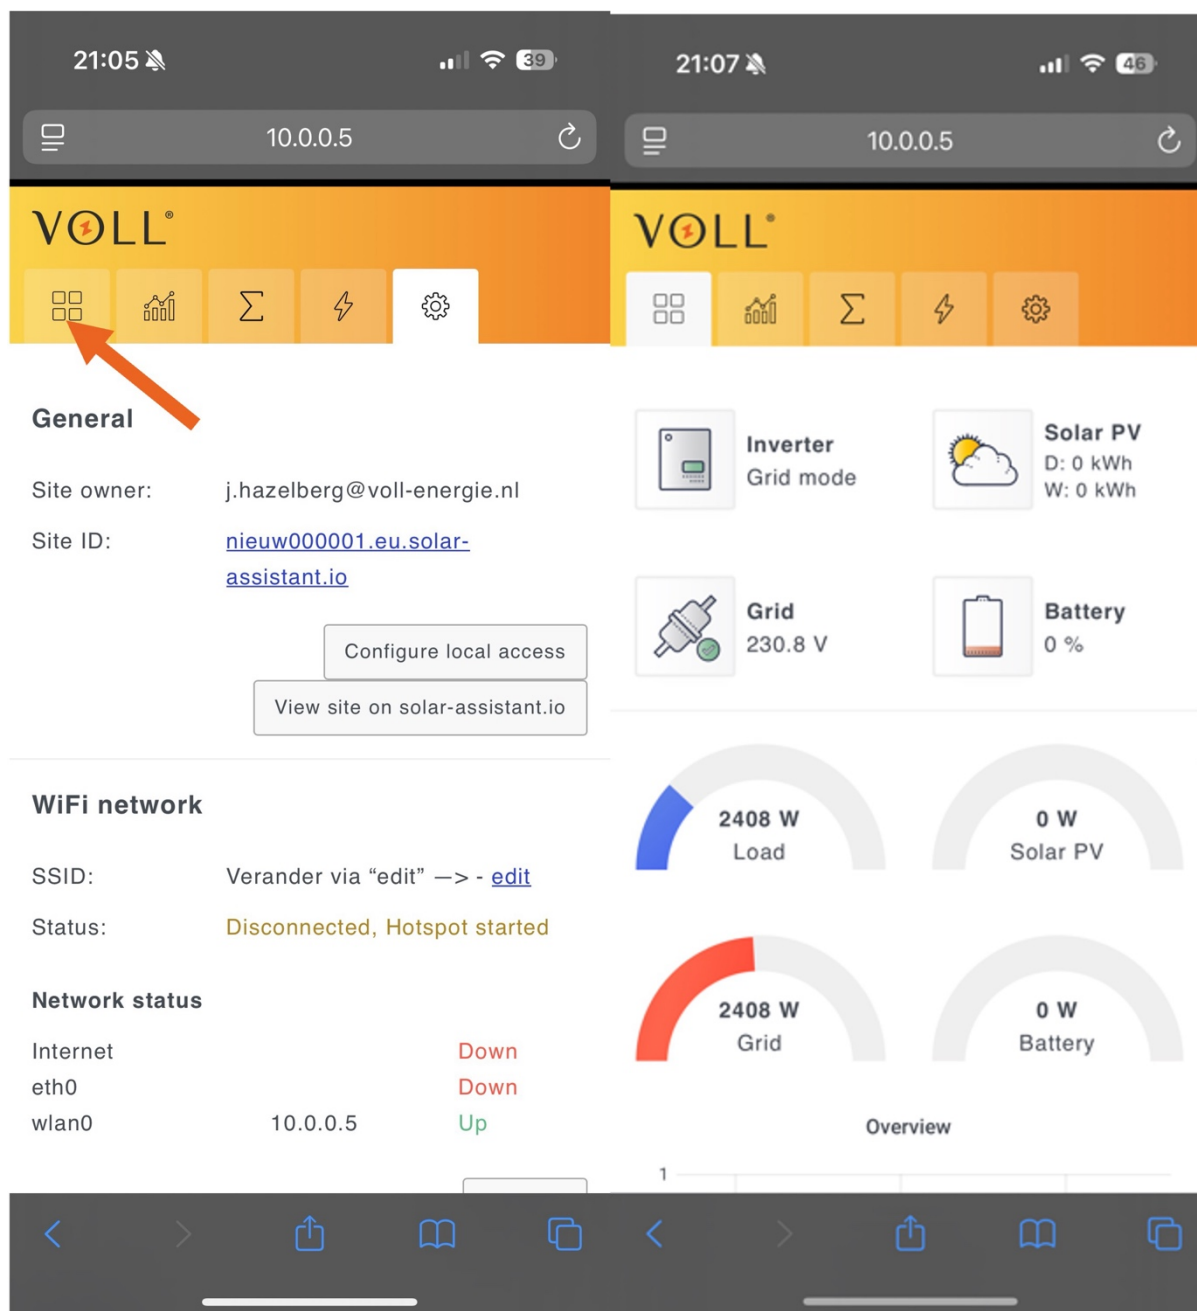 21:05
39
10.0.0.5
VOLL®
General
Site owner: j.hazelberg@voll-energie.nl
Site ID: nieuw000001.eu.solar-
assistant.io
Configure local access
View site on solar-assistant.io
WiFi network
SSID: Verander via “edit” —> - edit
Status: Disconnected, Hotspot started
Network status
Internet Down
eth0 Down
wlan0 10.0.0.5 Up
21:07
46
10.0.0.5
VOLL®
Inverter
Grid mode
Solar PV
D: 0 kWh
W: 0 kWh
Grid
230.8 V
Battery
0 %
2408 W
Load
0 W
Solar PV
2408 W
Grid
0 W
Battery
Overview
1